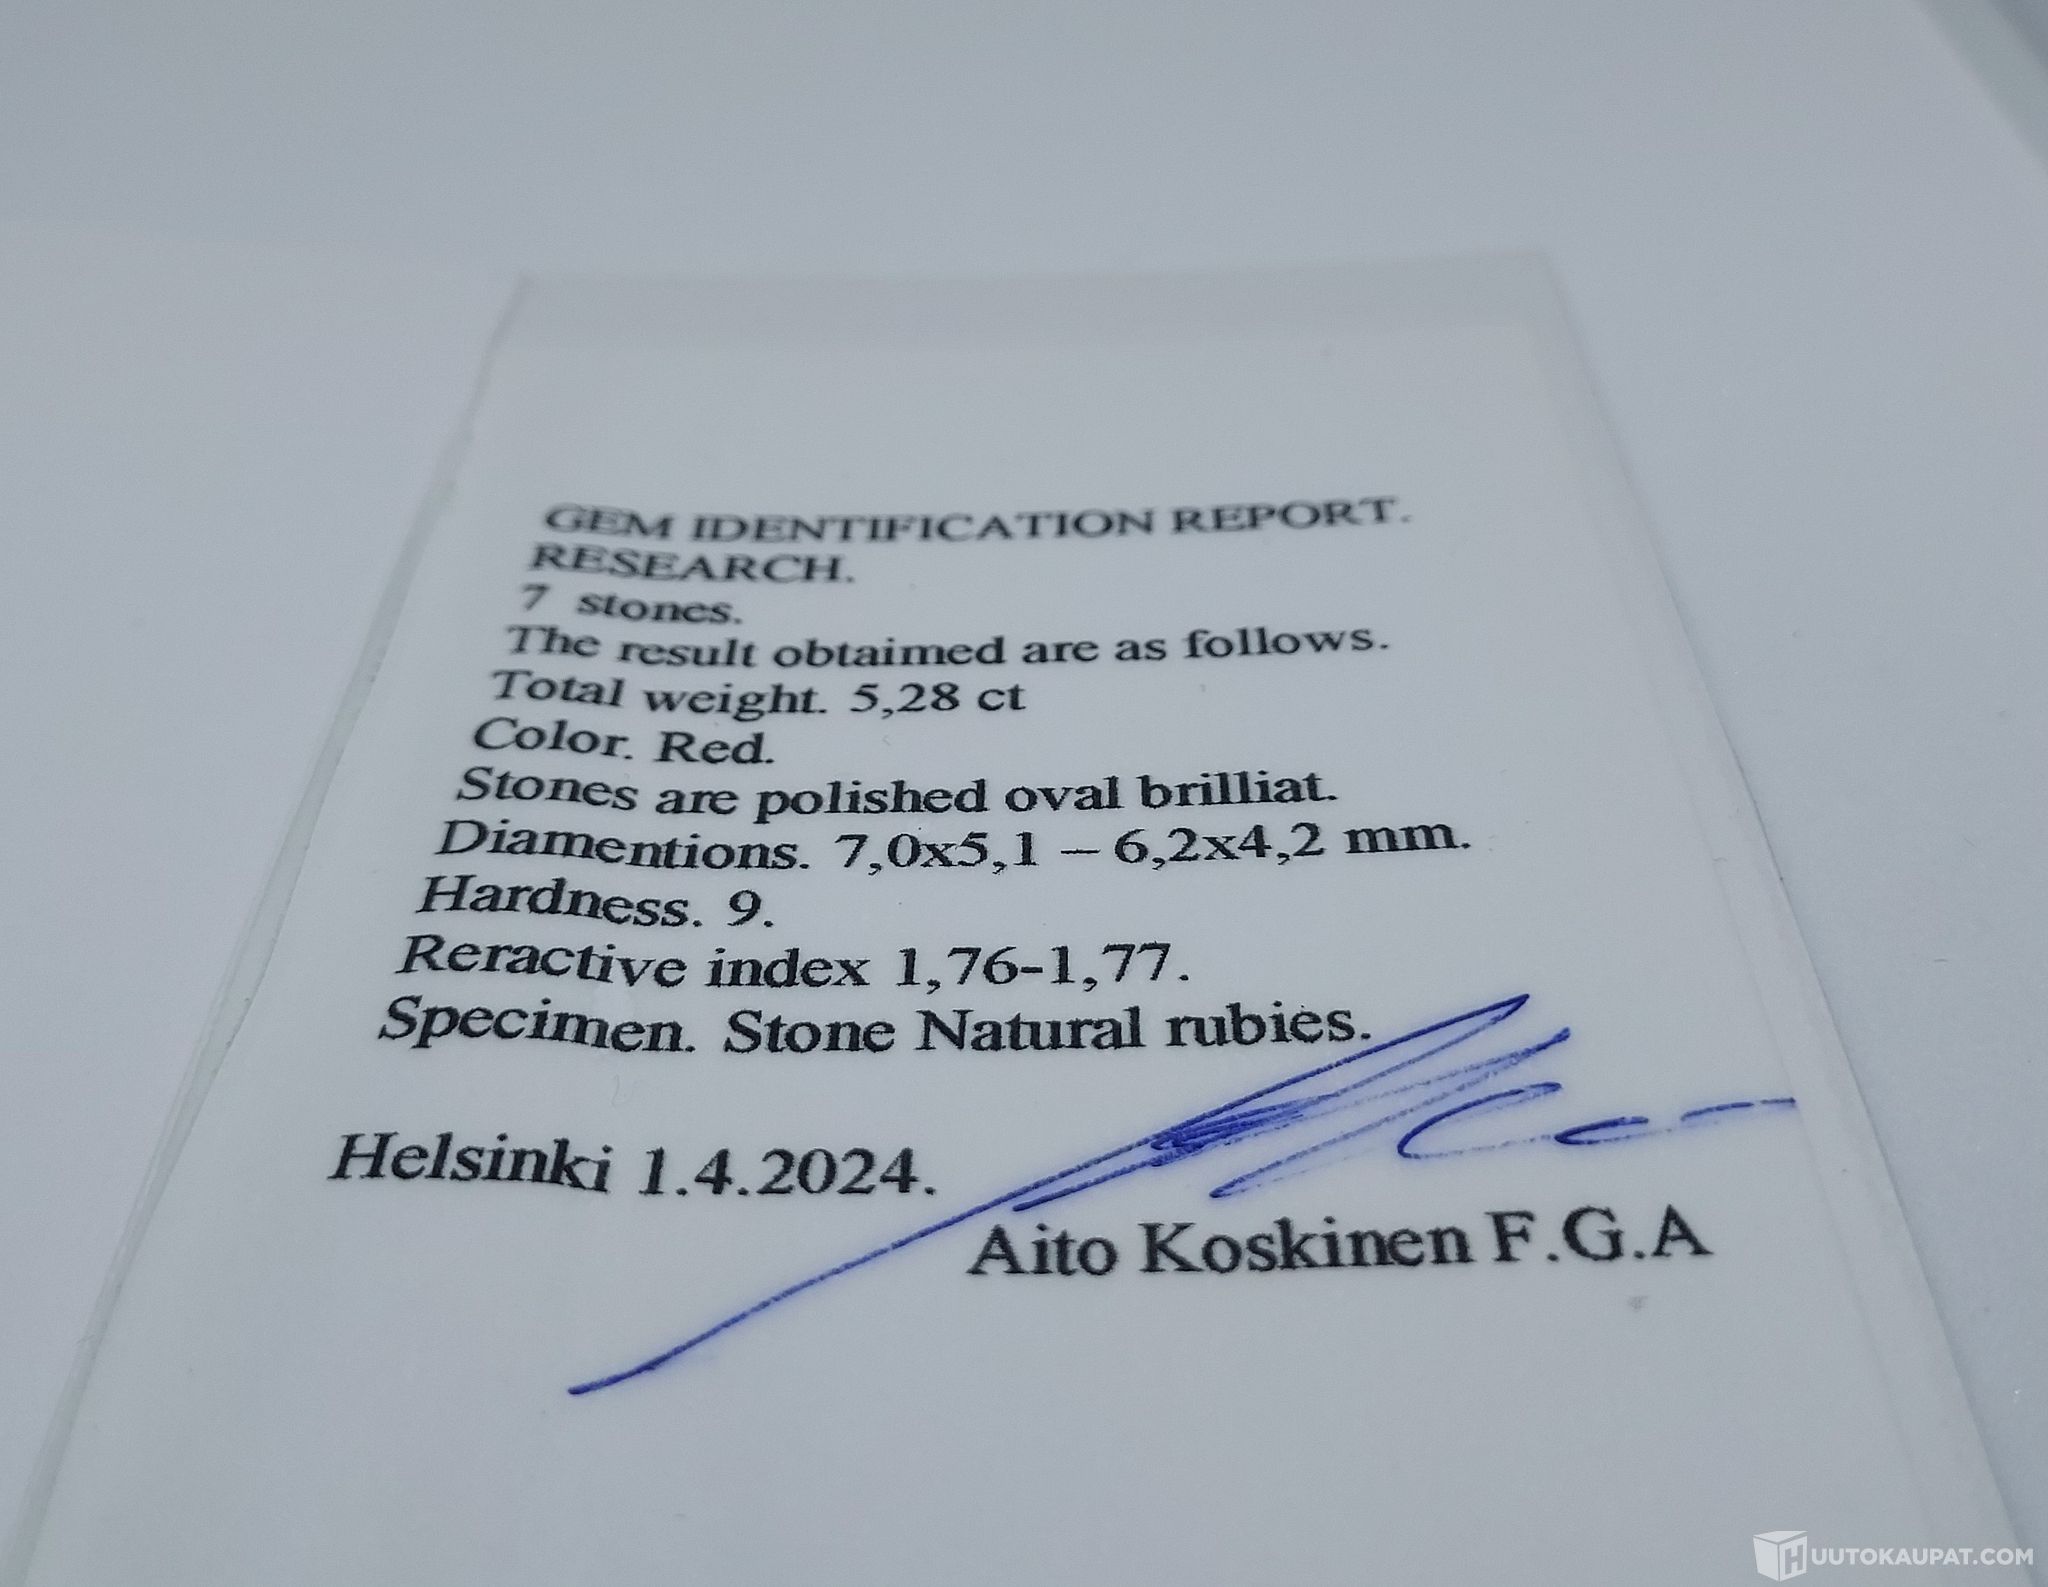 GEM IDENTIFICATION REPORT.
RESEARCH.
7 stones.
The result obtaimed are as follows.
Total weight. 5,28 ct
Color. Red.
Stones are polished oval brilliat.
Diamentions. 7,0x5,1 – 6,2x4,2 mm.
Hardness. 9.
Reractive index 1,76-1,77.
Specimen. Stone Natural rubies.
Helsinki 1.4.2024.
Aito Koskinen F.G.A
HUUTOKAUPAT.COM